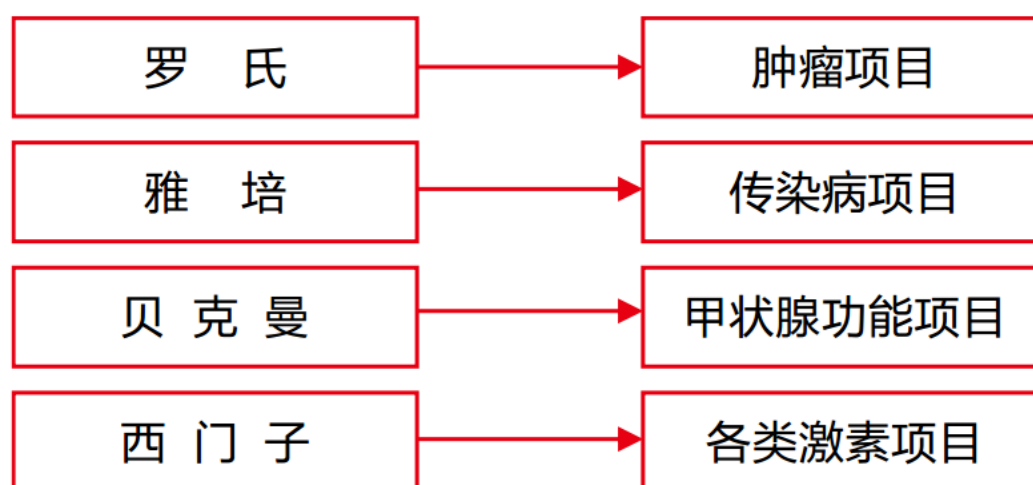 罗 氏
肿瘤项目
雅 培
传染病项目
贝 克 曼
甲状腺功能项目
西 门 子
各类激素项目